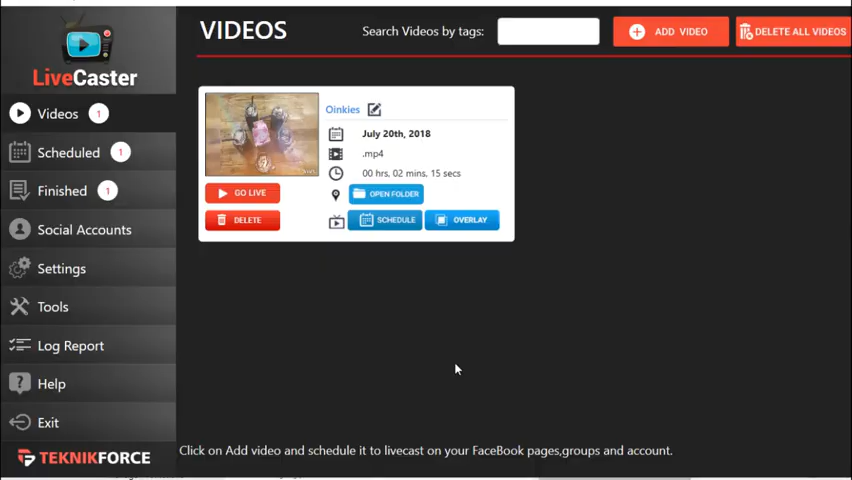 LiveCaster
Videos 1
Scheduled 1
Finished 1
Social Accounts
Settings
Tools
Log Report
Help
Exit
TEKNIKFORCE
VIDEOS
Search Videos by tags:
ADD VIDEO
DELETE ALL VIDEOS
Oinkies
July 20th, 2018
.mp4
00 hrs, 02 mins, 15 secs
GO LIVE
OPEN FOLDER
DELETE
SCHEDULE
OVERLAY
Click on Add video and schedule it to livecast on your FaceBook pages,groups and account.